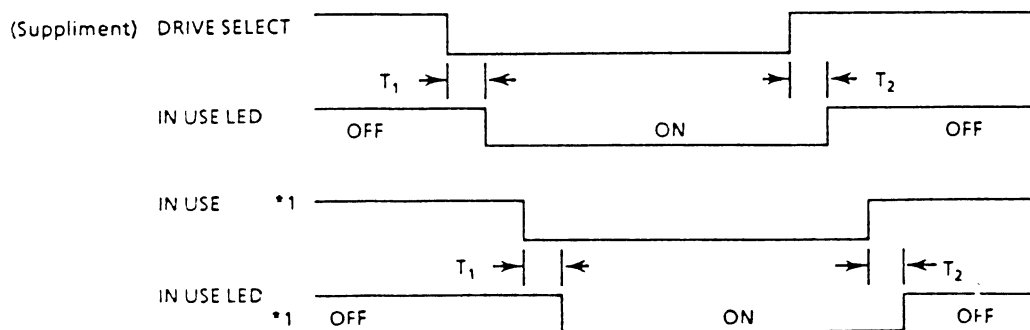 (Suppliment) DRIVE SELECT
T1 T2
IN USE LED
OFF ON OFF
IN USE *1
T1 T2
IN USE LED
*1 OFF ON OFF